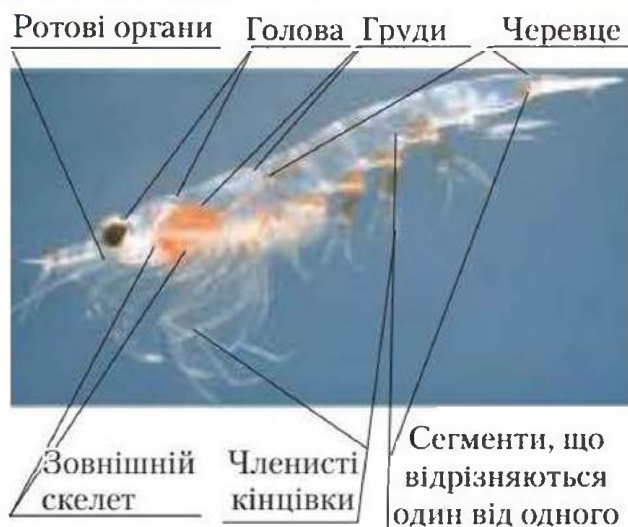 Ротові органи Голова Груди Черевце
Зовнішній
скелет
Членисті
кінцівки
Сегменти, що
відрізняються
один від одного